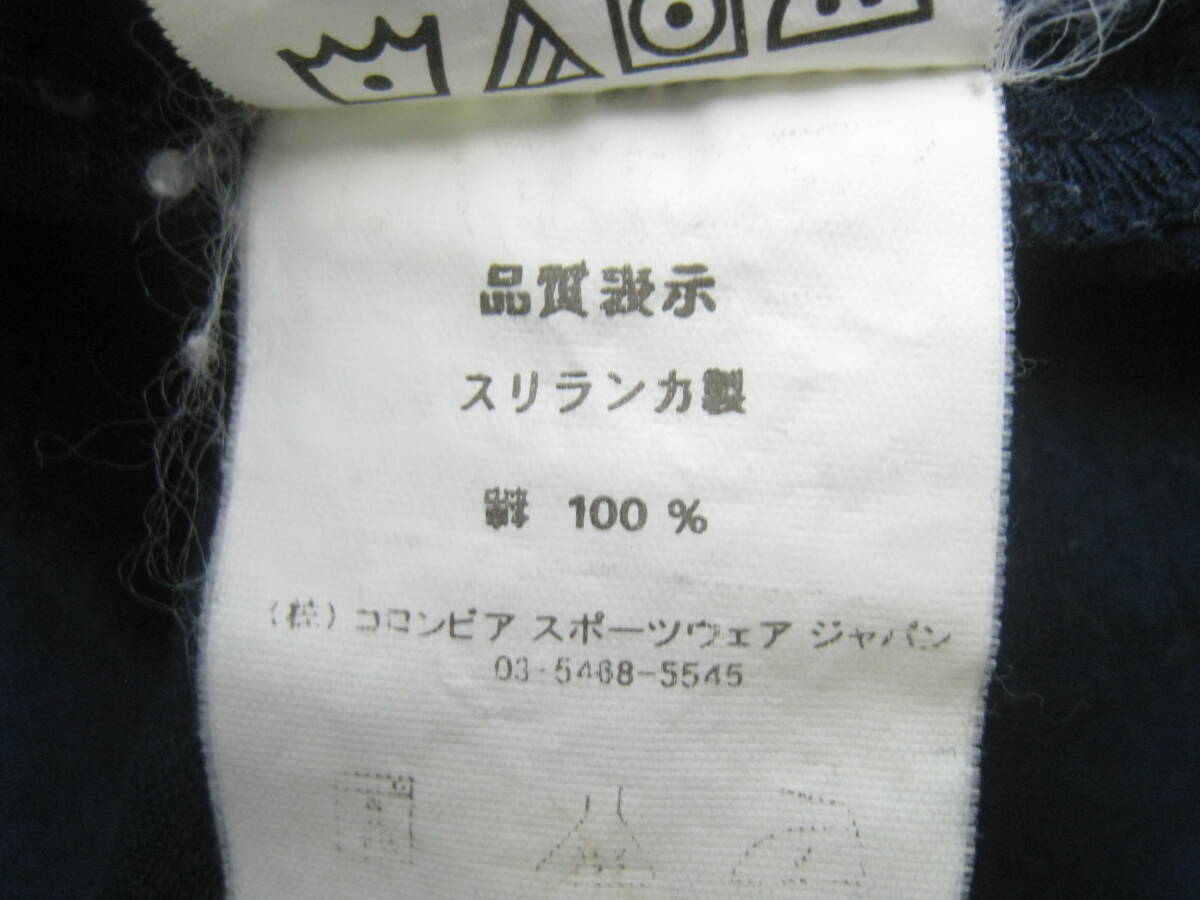 品質表示
スリランカ製
綿 100 %
(株) コロンビア スポーツウェア ジャパン
03-5468-5545